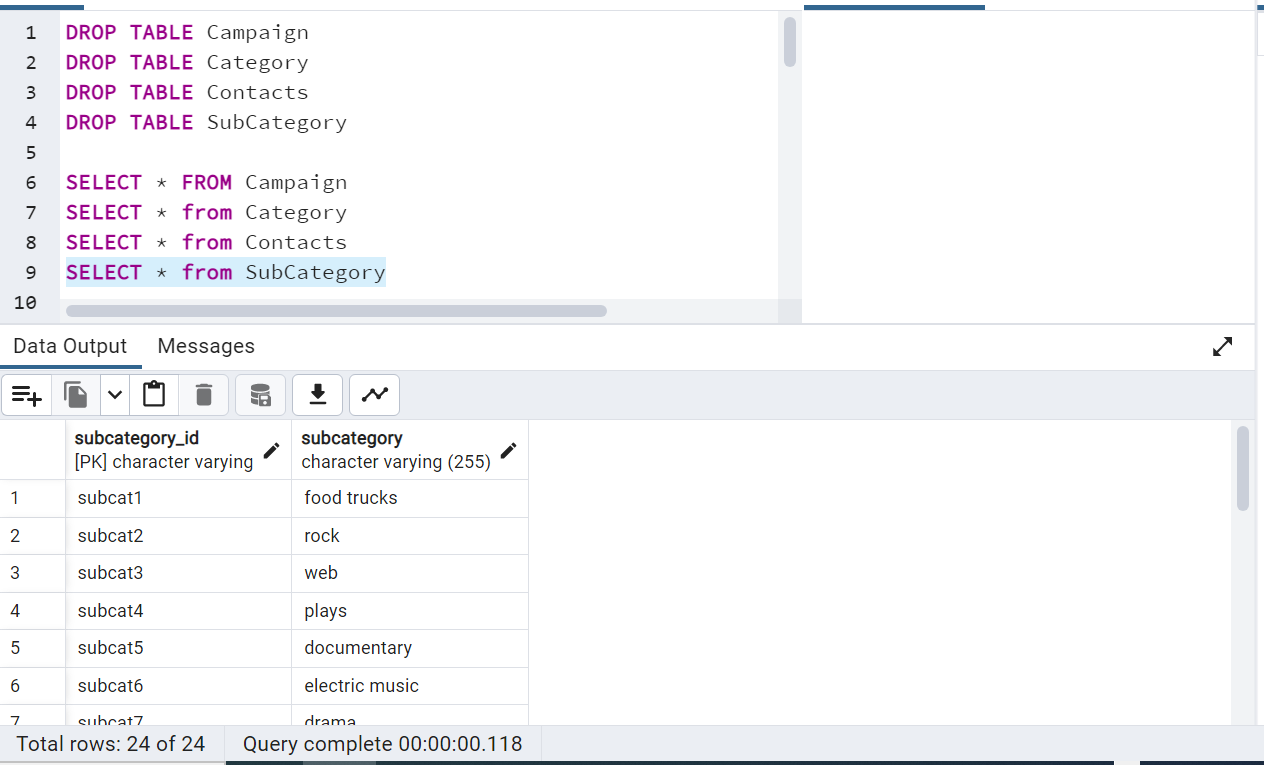 1 DROP TABLE Campaign
2 DROP TABLE Category
3 DROP TABLE Contacts
4 DROP TABLE SubCategory
5
6 SELECT * FROM Campaign
7 SELECT * from Category
8 SELECT * from Contacts
9 SELECT * from SubCategory
10
Data Output Messages
subcategory_id subcategory
[PK] character varying character varying (255)
1 subcat1 food trucks
2 subcat2 rock
3 subcat3 web
4 subcat4 plays
5 subcat5 documentary
6 subcat6 electric music
7 subcat7 drama
Total rows: 24 of 24 Query complete 00:00:00.118